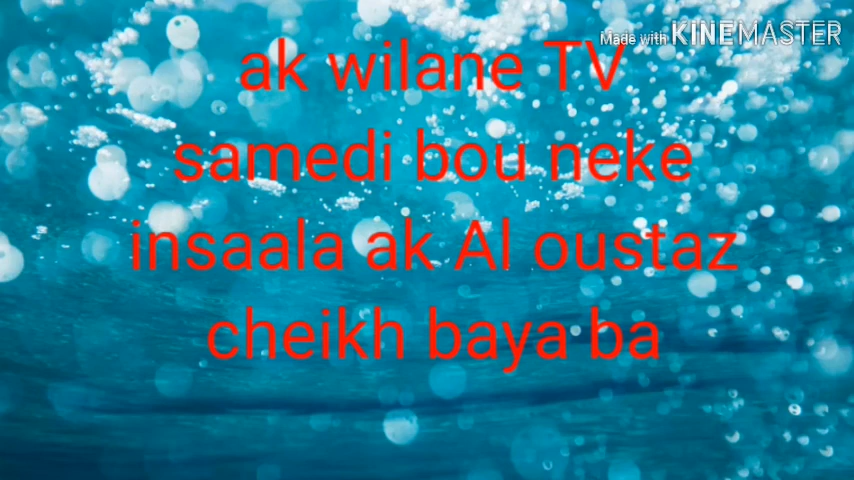 Made with KINEMASTER
ak wilane TV
samedi bou neke
insaala ak Al oustaz
cheikh baya ba